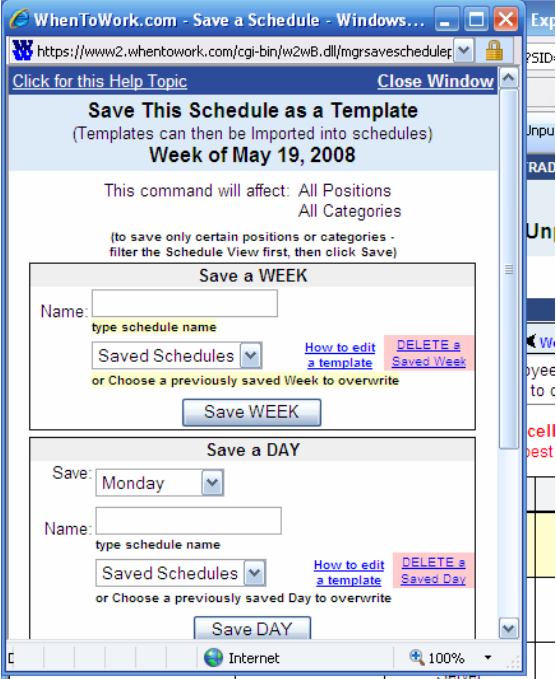 WhenToWork.com - Save a Schedule - Windows...
https://www2.whentowork.com/cgi-bin/w2wB.dll/mgrsaveschedulep
Click for this Help Topic Close Window
Save This Schedule as a Template
(Templates can then be Imported into schedules)
Week of May 19, 2008
This command will affect: All Positions
All Categories
(to save only certain positions or categories -
filter the Schedule View first, then click Save)
Save a WEEK
Name:
type schedule name
Saved Schedules How to edit a template DELETE a Saved Week
or Choose a previously saved Week to overwrite
Save WEEK
Save a DAY
Save: Monday
Name:
type schedule name
Saved Schedules How to edit a template DELETE a Saved Day
or Choose a previously saved Day to overwrite
Save DAY
Internet 100%
Exp
?SID=
Unpu
RAD
Un
We
oyee
to
cell
best
Server